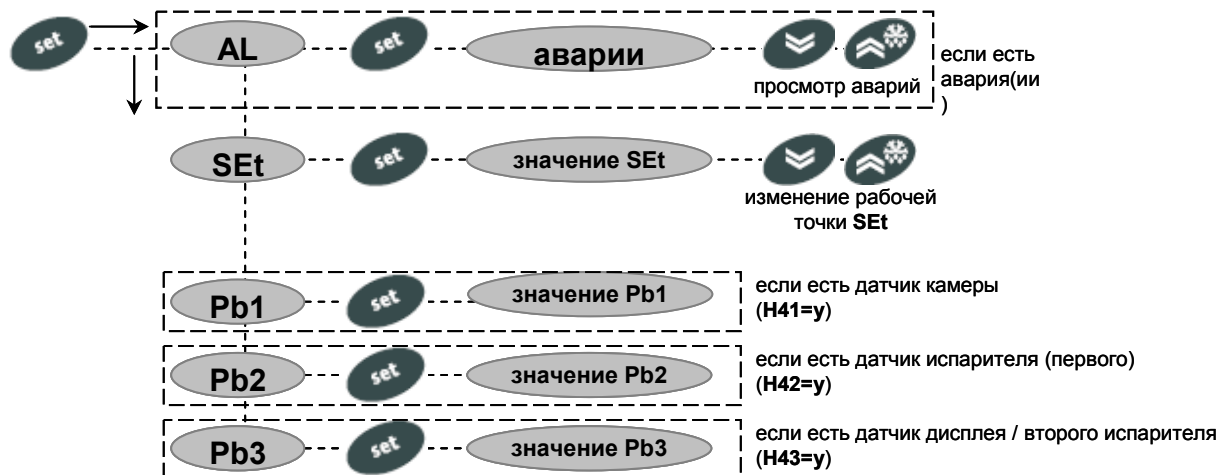 set
AL
set
аварии
просмотр аварий
если есть
авария(ии
)
SEt
set
значение SEt
изменение рабочей
точки SEt
Pb1
set
значение Pb1
если есть датчик камеры
(H41=y)
Pb2
set
значение Pb2
если есть датчик испарителя (первого)
(H42=y)
Pb3
set
значение Pb3
если есть датчик дисплея / второго испарителя
(H43=y)